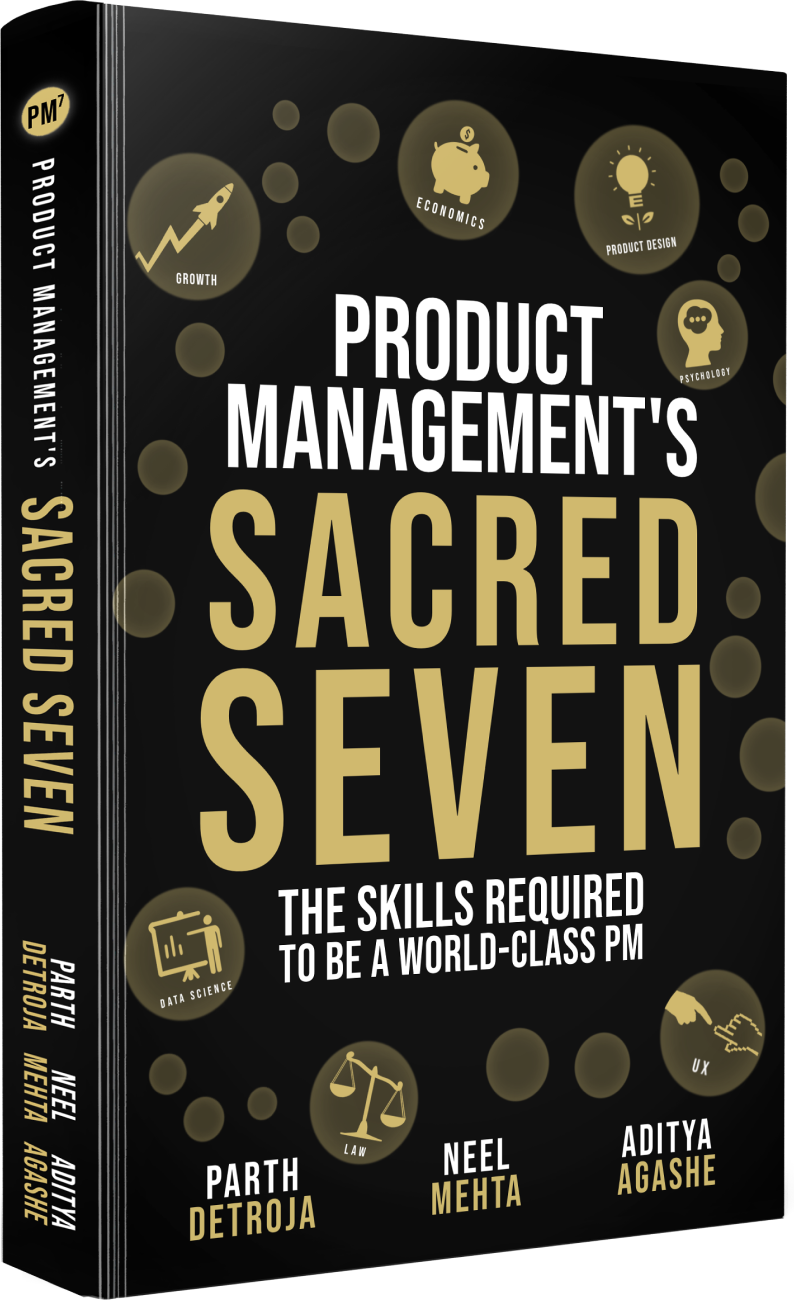 PM7
PRODUCT MANAGEMENT'S SACRED SEVEN
PARTH DETROJA
NEEL MEHTA
ADITYA AGASHE
GROWTH
$
ECONOMICS
PRODUCT DESIGN
PSYCHOLOGY
PRODUCT
MANAGEMENT'S
SACRED
SEVEN
THE SKILLS REQUIRED
TO BE A WORLD-CLASS PM
DATA SCIENCE
UX
LAW
PARTH
DETROJA
NEEL
MEHTA
ADITYA
AGASHE